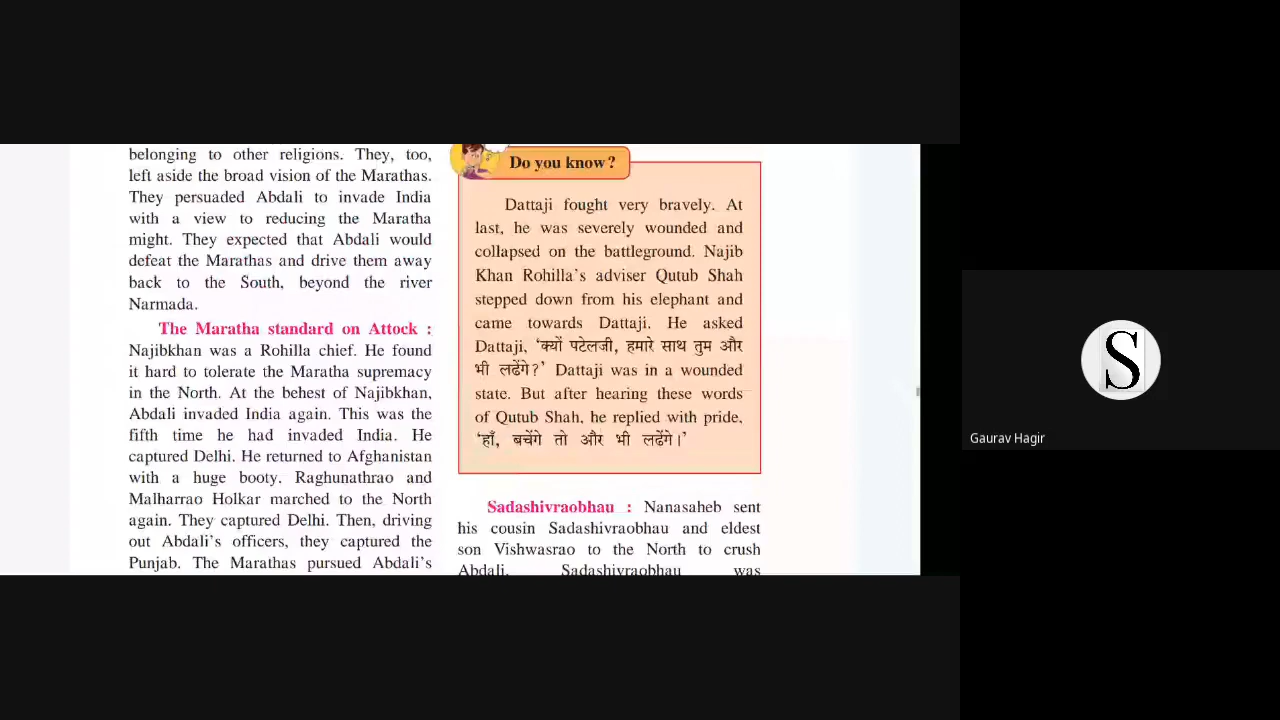 belonging to other religions. They, too,
left aside the broad vision of the Marathas.
They persuaded Abdali to invade India
with a view to reducing the Maratha
might. They expected that Abdali would
defeat the Marathas and drive them away
back to the South, beyond the river
Narmada.
The Maratha standard on Attock :
Najibkhan was a Rohilla chief. He found
it hard to tolerate the Maratha supremacy
in the North. At the behest of Najibkhan,
Abdali invaded India again. This was the
fifth time he had invaded India. He
captured Delhi. He returned to Afghanistan
with a huge booty. Raghunathrao and
Malharrao Holkar marched to the North
again. They captured Delhi. Then, driving
out Abdali's officers, they captured the
Punjab. The Marathas pursued Abdali's
Do you know?
Dattaji fought very bravely. At
last, he was severely wounded and
collapsed on the battleground. Najib
Khan Rohilla's adviser Qutub Shah
stepped down from his elephant and
came towards Dattaji. He asked
Dattaji, ‘क्यों पटेलजी, हमारे साथ तुम और
भी लढेंगे?’ Dattaji was in a wounded
state. But after hearing these words
of Qutub Shah, he replied with pride,
‘हाँ, बचेंगे तो और भी लढेंगे।’
Sadashivraobhau : Nanasaheb sent
his cousin Sadashivraobhau and eldest
son Vishwasrao to the North to crush
Abdali. Sadashivraobhau was
S
Gaurav Hagir